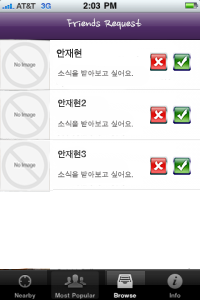 AT&T 3G 2:03 PM
Friends Request
안재현
No Image
소식을 받아보고 싶어요.
안재현2
No Image
소식을 받아보고 싶어요.
안재현3
No Image
소식을 받아보고 싶어요.
Nearby Most Popular Browse Info